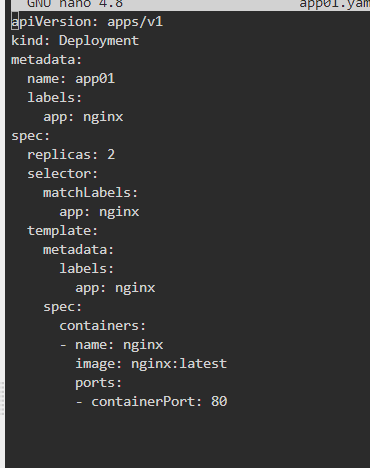 GNU nano 4.8 app01.yam
apiVersion: apps/v1
kind: Deployment
metadata:
  name: app01
  labels:
    app: nginx
spec:
  replicas: 2
  selector:
    matchLabels:
      app: nginx
  template:
    metadata:
      labels:
        app: nginx
    spec:
      containers:
      - name: nginx
        image: nginx:latest
        ports:
        - containerPort: 80